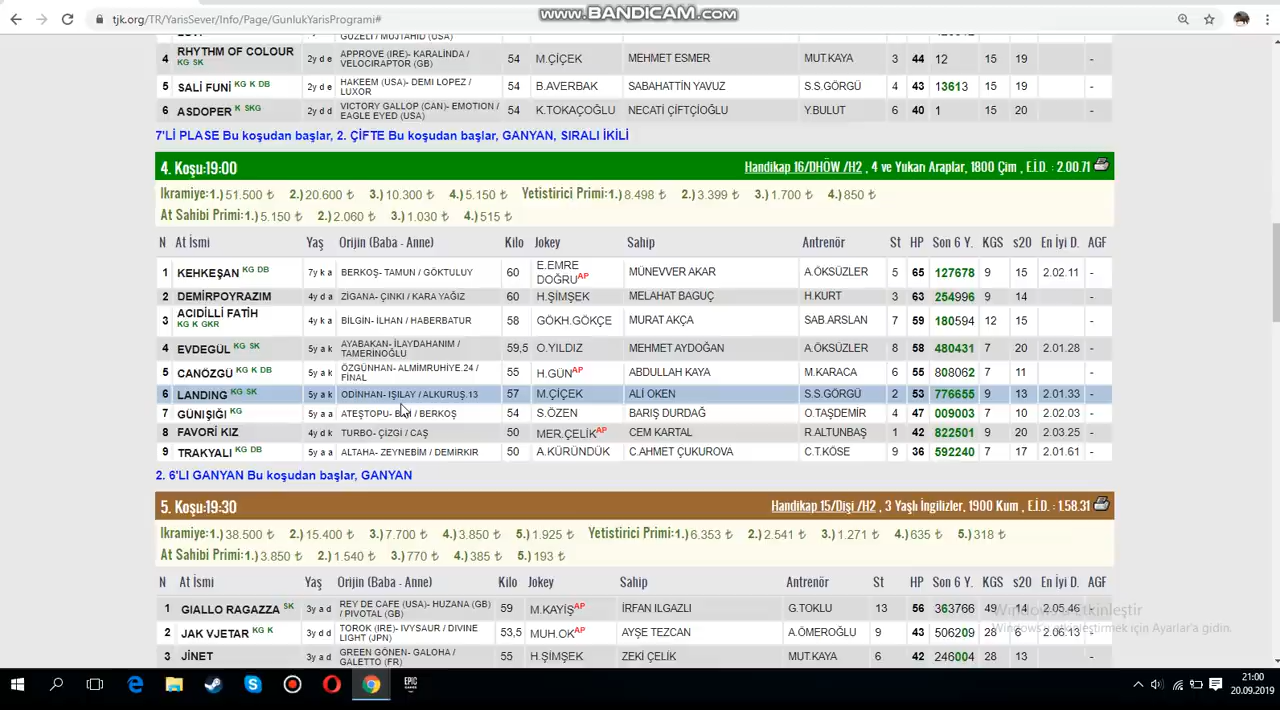 tjk.org/TR/YarisSever/Info/Page/GunlukYarisProgrami#
www.BANDICAM.com
4 RHYTHM OF COLOUR KG SK 2y d e APPROVE (IRE)- KARALİNDA / VELOCIRAPTOR (GB) 54 M.ÇİÇEK MEHMET ESMER MUT.KAYA 3 44 12 15 19 -
5 SALİ FUNİ KG K DB 2y d e HAKEEM (USA)- DEMI LOPEZ / LUXOR 54 B.AVERBAK SABAHATTİN YAVUZ S.S.GÖRGÜ 4 43 13613 15 19 -
6 ASDOPER K SKG 2y d d VICTORY GALLOP (CAN)- EMOTION / EAGLE EYED (USA) 54 K.TOKAÇOĞLU NECATİ ÇİFTÇİOĞLU Y.BULUT 6 40 1 15 20 -
7'Lİ PLASE Bu koşudan başlar, 2. ÇİFTE Bu koşudan başlar, GANYAN, SIRALI İKİLİ
4. Koşu:19:00 Handikap 16/DHÖW /H2 , 4 ve Yukarı Araplar, 1800 Çim , E.İ.D. : 2.00.71
Ikramiye:1.) 51.500 ₺ 2.) 20.600 ₺ 3.) 10.300 ₺ 4.) 5.150 ₺ Yetistirici Primi:1.) 8.498 ₺ 2.) 3.399 ₺ 3.) 1.700 ₺ 4.) 850 ₺
At Sahibi Primi:1.) 5.150 ₺ 2.) 2.060 ₺ 3.) 1.030 ₺ 4.) 515 ₺
N At İsmi Yaş Orijin (Baba - Anne) Kilo Jokey Sahip Antrenör St HP Son 6 Y. KGS s20 En İyi D. AGF
1 KEHKEŞAN KG DB 7y k a BERKOŞ- TAMUN / GÖKTULUY 60 E.EMRE DOĞRU AP MÜNEVVER AKAR A.ÖKSÜZLER 5 65 127678 9 15 2.02.11 -
2 DEMİRPOYRAZIM 4y d a ZİGANA- ÇINKI / KARA YAĞIZ 60 H.ŞİMŞEK MELAHAT BAGUÇ H.KURT 3 63 254996 9 14 -
3 ACIDİLLİ FATİH KG K GKR 4y k a BİLGİN- İLHAN / HABERBATUR 58 GÖKH.GÖKÇE MURAT AKÇA SAB.ARSLAN 7 59 180594 12 15 -
4 EVDEGÜL KG SK 5y a k AYABAKAN- İLAYDAHANIM / TAMERİNOĞLU 59,5 O.YILDIZ MEHMET AYDOĞAN A.ÖKSÜZLER 8 58 480431 7 20 2.01.28 -
5 CANÖZGÜ KG K DB 5y a k ÖZGÜNHAN- ALMİMRUHİYE.24 / FİNAL 55 H.GÜN AP ABDULLAH KAYA M.KARACA 6 55 808062 7 11 -
6 LANDING KG SK 5y a k ODINHAN- IŞILAY / ALKURUŞ.13 57 M.ÇİÇEK ALİ OKEN S.S.GÖRGÜ 2 53 776655 9 13 2.01.33 -
7 GÜNIŞIĞI KG 5y a a ATEŞTOPU- / BERKOŞ 54 S.ÖZEN BARIŞ DURDAĞ O.TAŞDEMİR 4 47 009003 7 10 2.02.03 -
8 FAVORİ KIZ 4y d k TURBO- ÇİZGİ / CAŞ 50 MER.ÇELİK AP CEM KARTAL R.ALTUNBAŞ 1 42 822501 9 20 2.03.25 -
9 TRAKYALI KG DB 5y a a ALTAHA- ZEYNEBİM / DEMİRKIR 50 A.KÜRÜNDÜK C.AHMET ÇUKUROVA C.T.KÖSE 9 36 592240 7 17 2.01.61 -
2. 6'LI GANYAN Bu koşudan başlar, GANYAN
5. Koşu:19:30 Handikap 15/Dişi /H2 , 3 Yaşlı İngilizler, 1900 Kum , E.İ.D. : 1.58.31
Ikramiye:1.) 38.500 ₺ 2.) 15.400 ₺ 3.) 7.700 ₺ 4.) 3.850 ₺ 5.) 1.925 ₺ Yetistirici Primi:1.) 6.353 ₺ 2.) 2.541 ₺ 3.) 1.271 ₺ 4.) 635 ₺ 5.) 318 ₺
At Sahibi Primi:1.) 3.850 ₺ 2.) 1.540 ₺ 3.) 770 ₺ 4.) 385 ₺ 5.) 193 ₺
N At İsmi Yaş Orijin (Baba - Anne) Kilo Jokey Sahip Antrenör St HP Son 6 Y. KGS s20 En İyi D. AGF
1 GIALLO RAGAZZA SK 3y a d REY DE CAFE (USA)- HUZANA (GB) / PIVOTAL (GB) 59 M.KAYİŞ AP İRFAN ILGAZLI G.TOKLU 13 56 363766 49 14 2.05.46 -
2 JAK VJETAR KG K 3y d d TOROK (IRE)- IVYSAUR / DIVINE LIGHT (JPN) 53,5 MUH.OK AP AYŞE TEZCAN A.ÖMEROĞLU 9 43 506209 28 6 2.06.13 -
3 JİNET 3y a d GREEN GÖNEN- GALOHA / GALETTO (FR) 55 H.ŞİMŞEK ZEKİ ÇELİK MUT.KAYA 6 42 246004 28 13 -
Windows'u Etkinleştir
Windows'u etkinleştirmek için Ayarlar'a gidin.
EPIC GAMES
21:00
20.09.2019